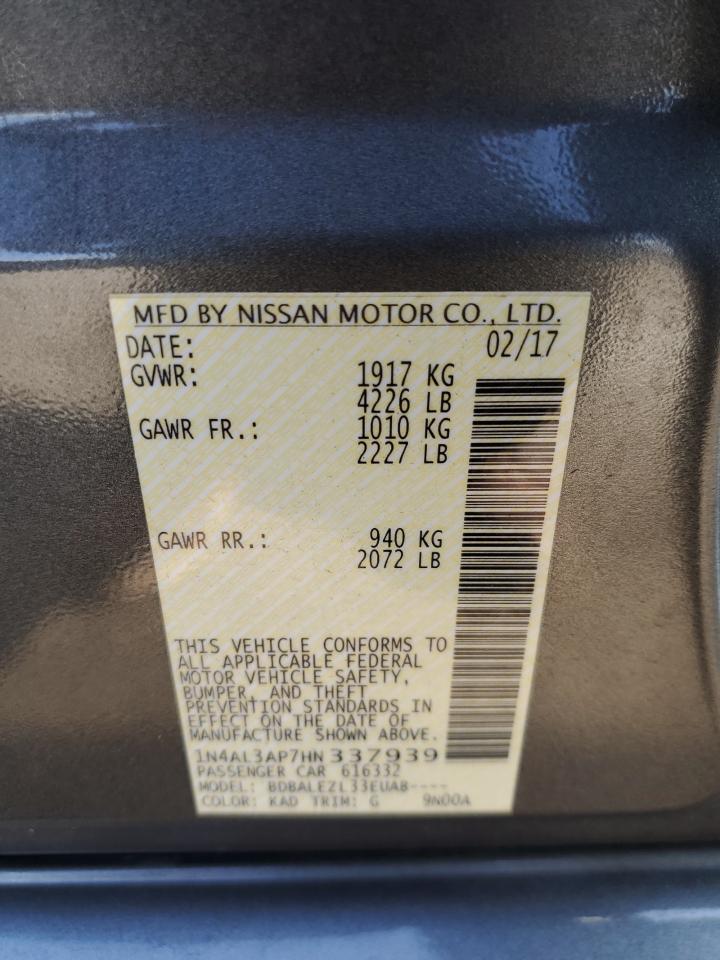 MFD BY NISSAN MOTOR CO., LTD.
DATE: 02/17
GVWR: 1917 KG
4226 LB
GAWR FR.: 1010 KG
2227 LB
GAWR RR.: 940 KG
2072 LB
THIS VEHICLE CONFORMS TO
ALL APPLICABLE FEDERAL
MOTOR VEHICLE SAFETY,
BUMPER, AND THEFT
PREVENTION STANDARDS IN
EFFECT ON THE DATE OF
MANUFACTURE SHOWN ABOVE.
1N4AL3AP7HN337939
PASSENGER CAR 616332
MODEL: BDBALEZL33EUAB----
COLOR: KAD TRIM: G 9N00A